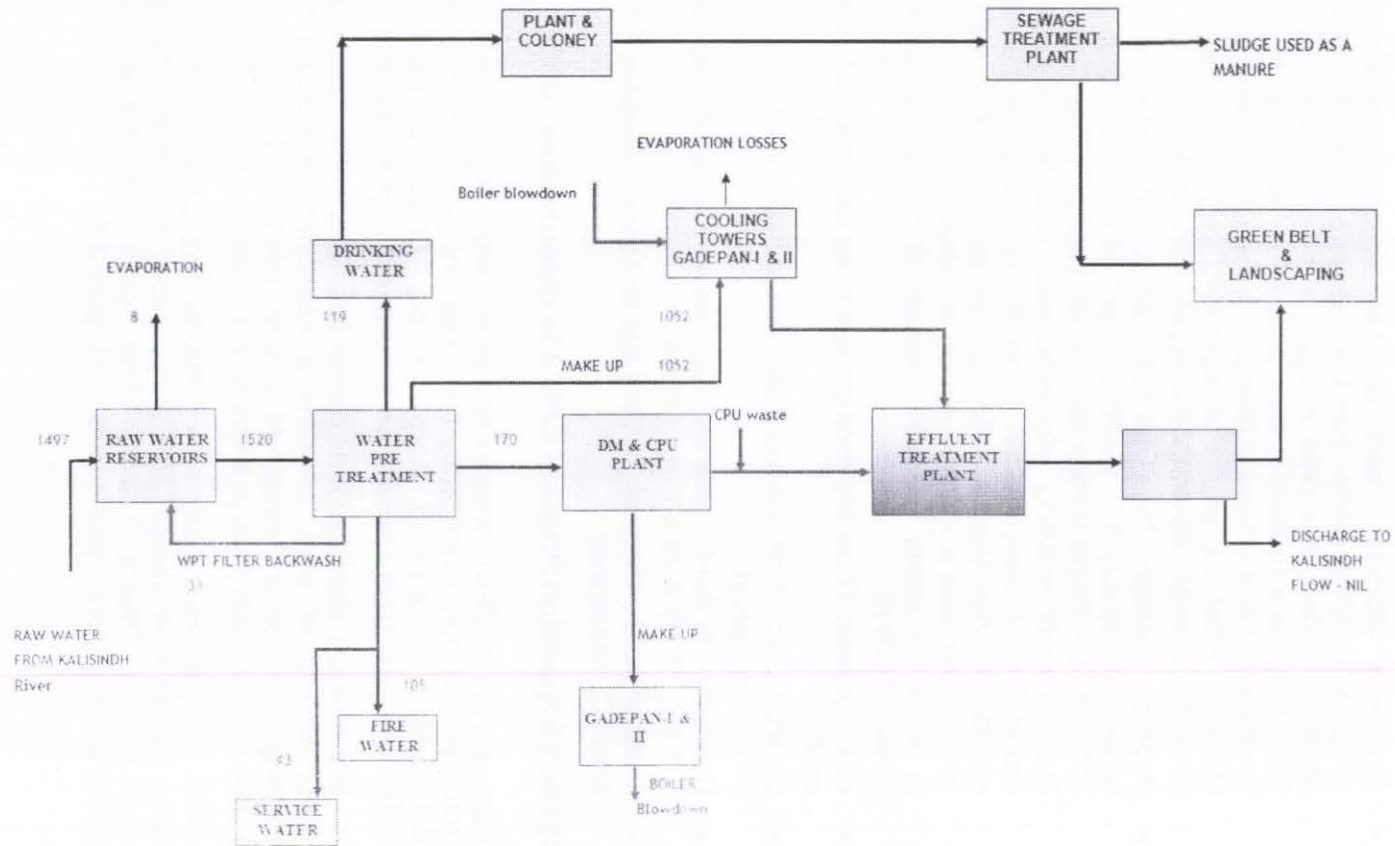 PLANT &
COLONEY
SEWAGE
TREATMENT
PLANT
SLUDGE USED AS A
MANURE
EVAPORATION LOSSES
Boiler blowdown
COOLING
TOWERS
GADEPAN-I & II
DRINKING
WATER
GREEN BELT
&
LANDSCAPING
EVAPORATION
8
119
1052
MAKE UP
1052
1497
RAW WATER
RESERVOIRS
1520
WATER
PRE
TREATMENT
170
DM & CPU
PLANT
CPU waste
EFFLUENT
TREATMENT
PLANT
WPT FILTER BACKWASH
DISCHARGE TO
KALISINDH
FLOW - NIL
RAW WATER
FROM KALISINDH
River
MAKE UP
105
FIRE
WATER
GADEPAN-I &
II
43
SERVICE
WATER
BOILER
Blowdown